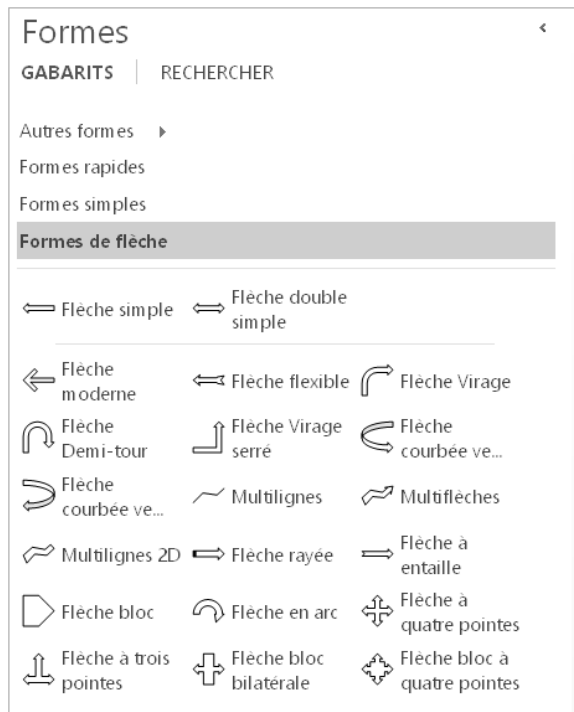 Formes
GABARITS RECHERCHER
Autres formes
Formes rapides
Formes simples
Formes de flèche
Flèche simple
Flèche double
simple
Flèche
moderne
Flèche flexible
Flèche Virage
Flèche
Demi-tour
Flèche Virage
serré
Flèche
courbée ve...
Flèche
courbée ve...
Multilignes
Multiflèches
Multilignes 2D
Flèche rayée
Flèche à
entaille
Flèche bloc
Flèche en arc
Flèche à
quatre pointes
Flèche à trois
pointes
Flèche bloc
bilatérale
Flèche bloc à
quatre pointes